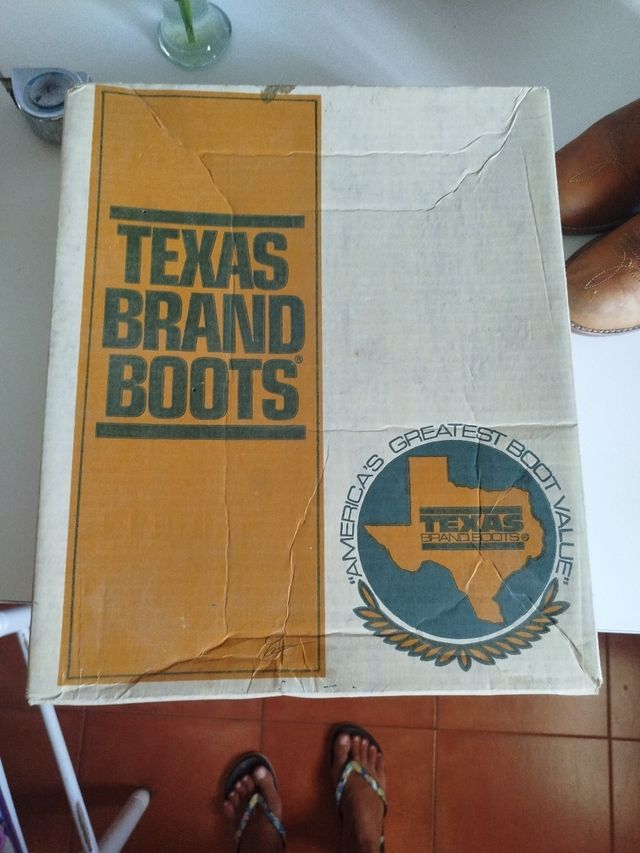 TEXAS
BRAND
BOOTS®
"AMERICA'S GREATEST BOOT VALUE"
TEXAS
BRAND BOOTS®